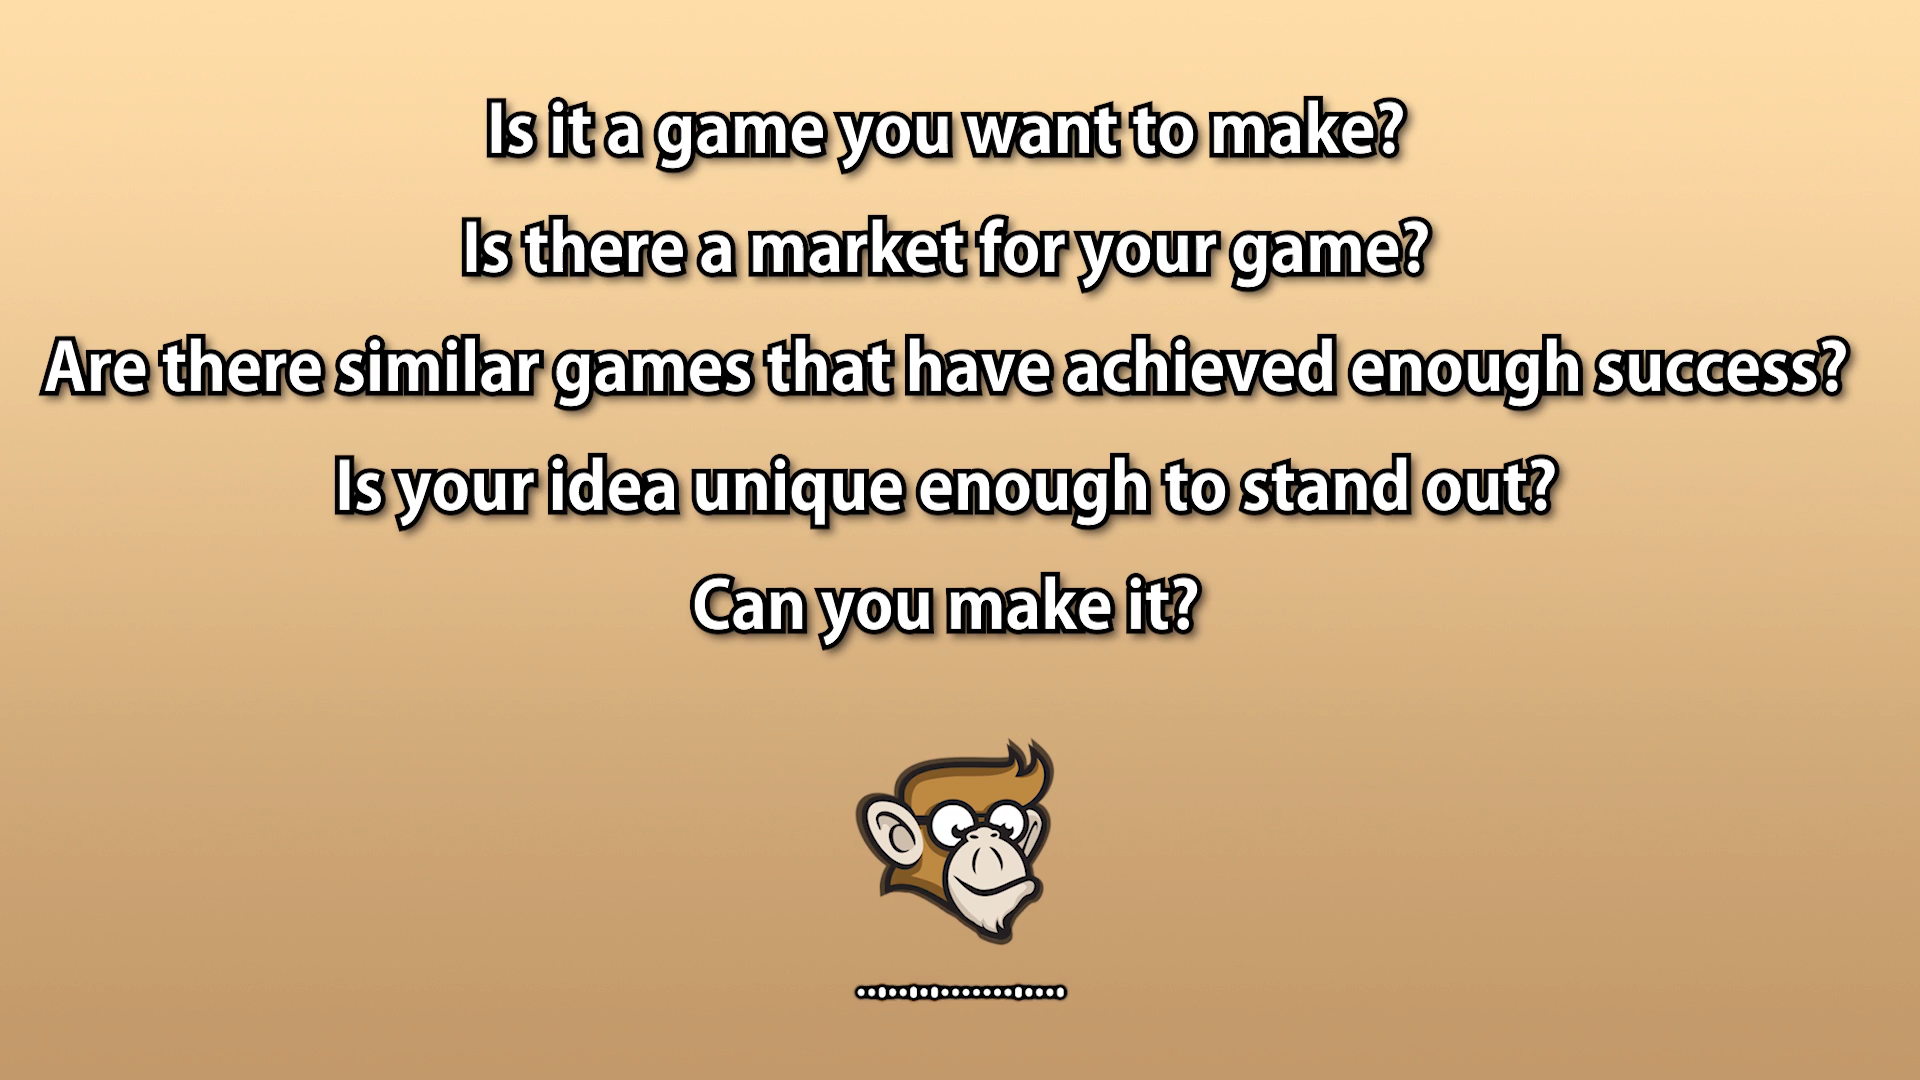 Is it a game you want to make?
Is there a market for your game?
Are there similar games that have achieved enough success?
Is your idea unique enough to stand out?
Can you make it?